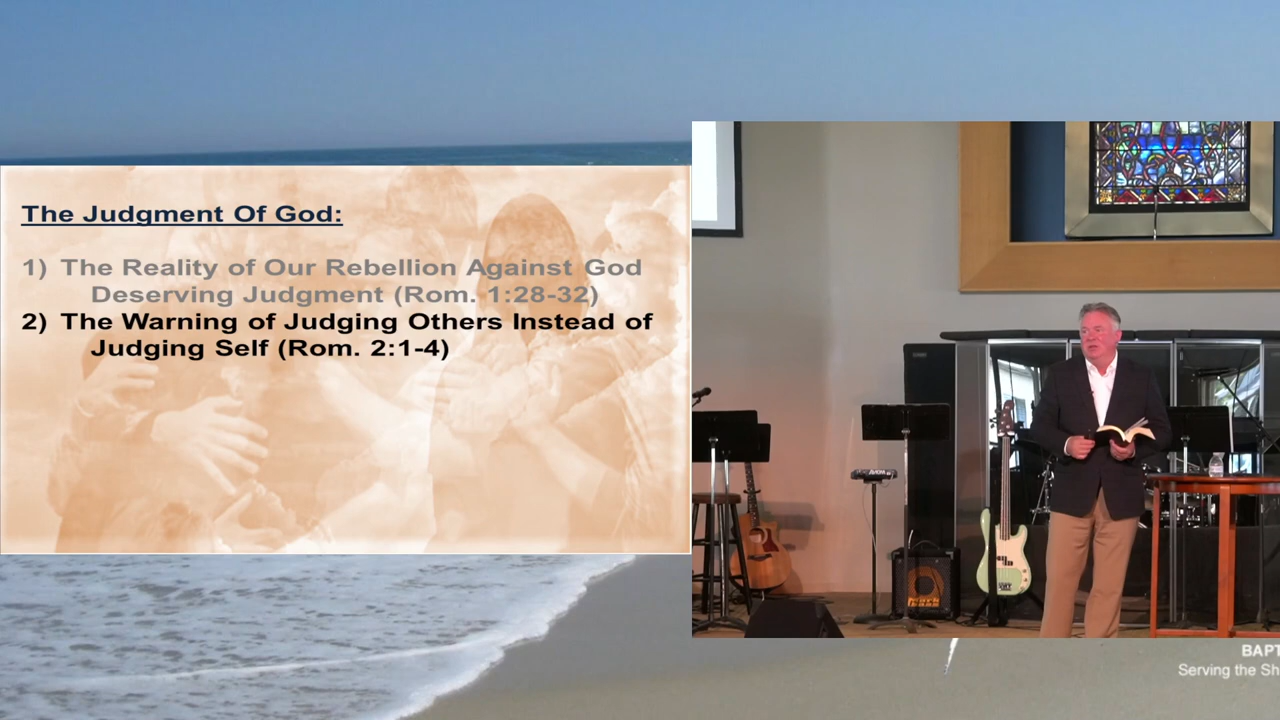 The Judgment Of God:
1) The Reality of Our Rebellion Against God
Deserving Judgment (Rom. 1:28-32)
2) The Warning of Judging Others Instead of
Judging Self (Rom. 2:1-4)
BAPT
Serving the Sh